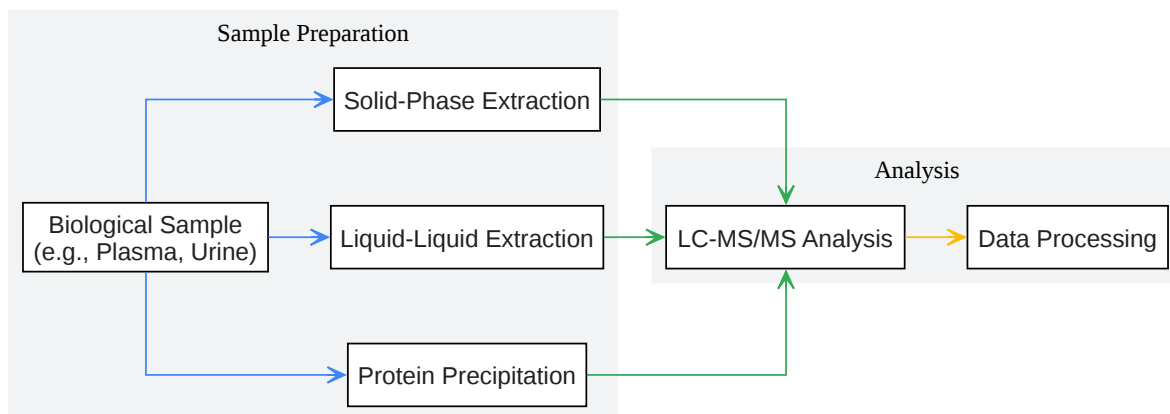 Sample Preparation
Solid-Phase Extraction
Analysis
Biological Sample
(e.g., Plasma, Urine)
Liquid-Liquid Extraction
LC-MS/MS Analysis
Data Processing
Protein Precipitation